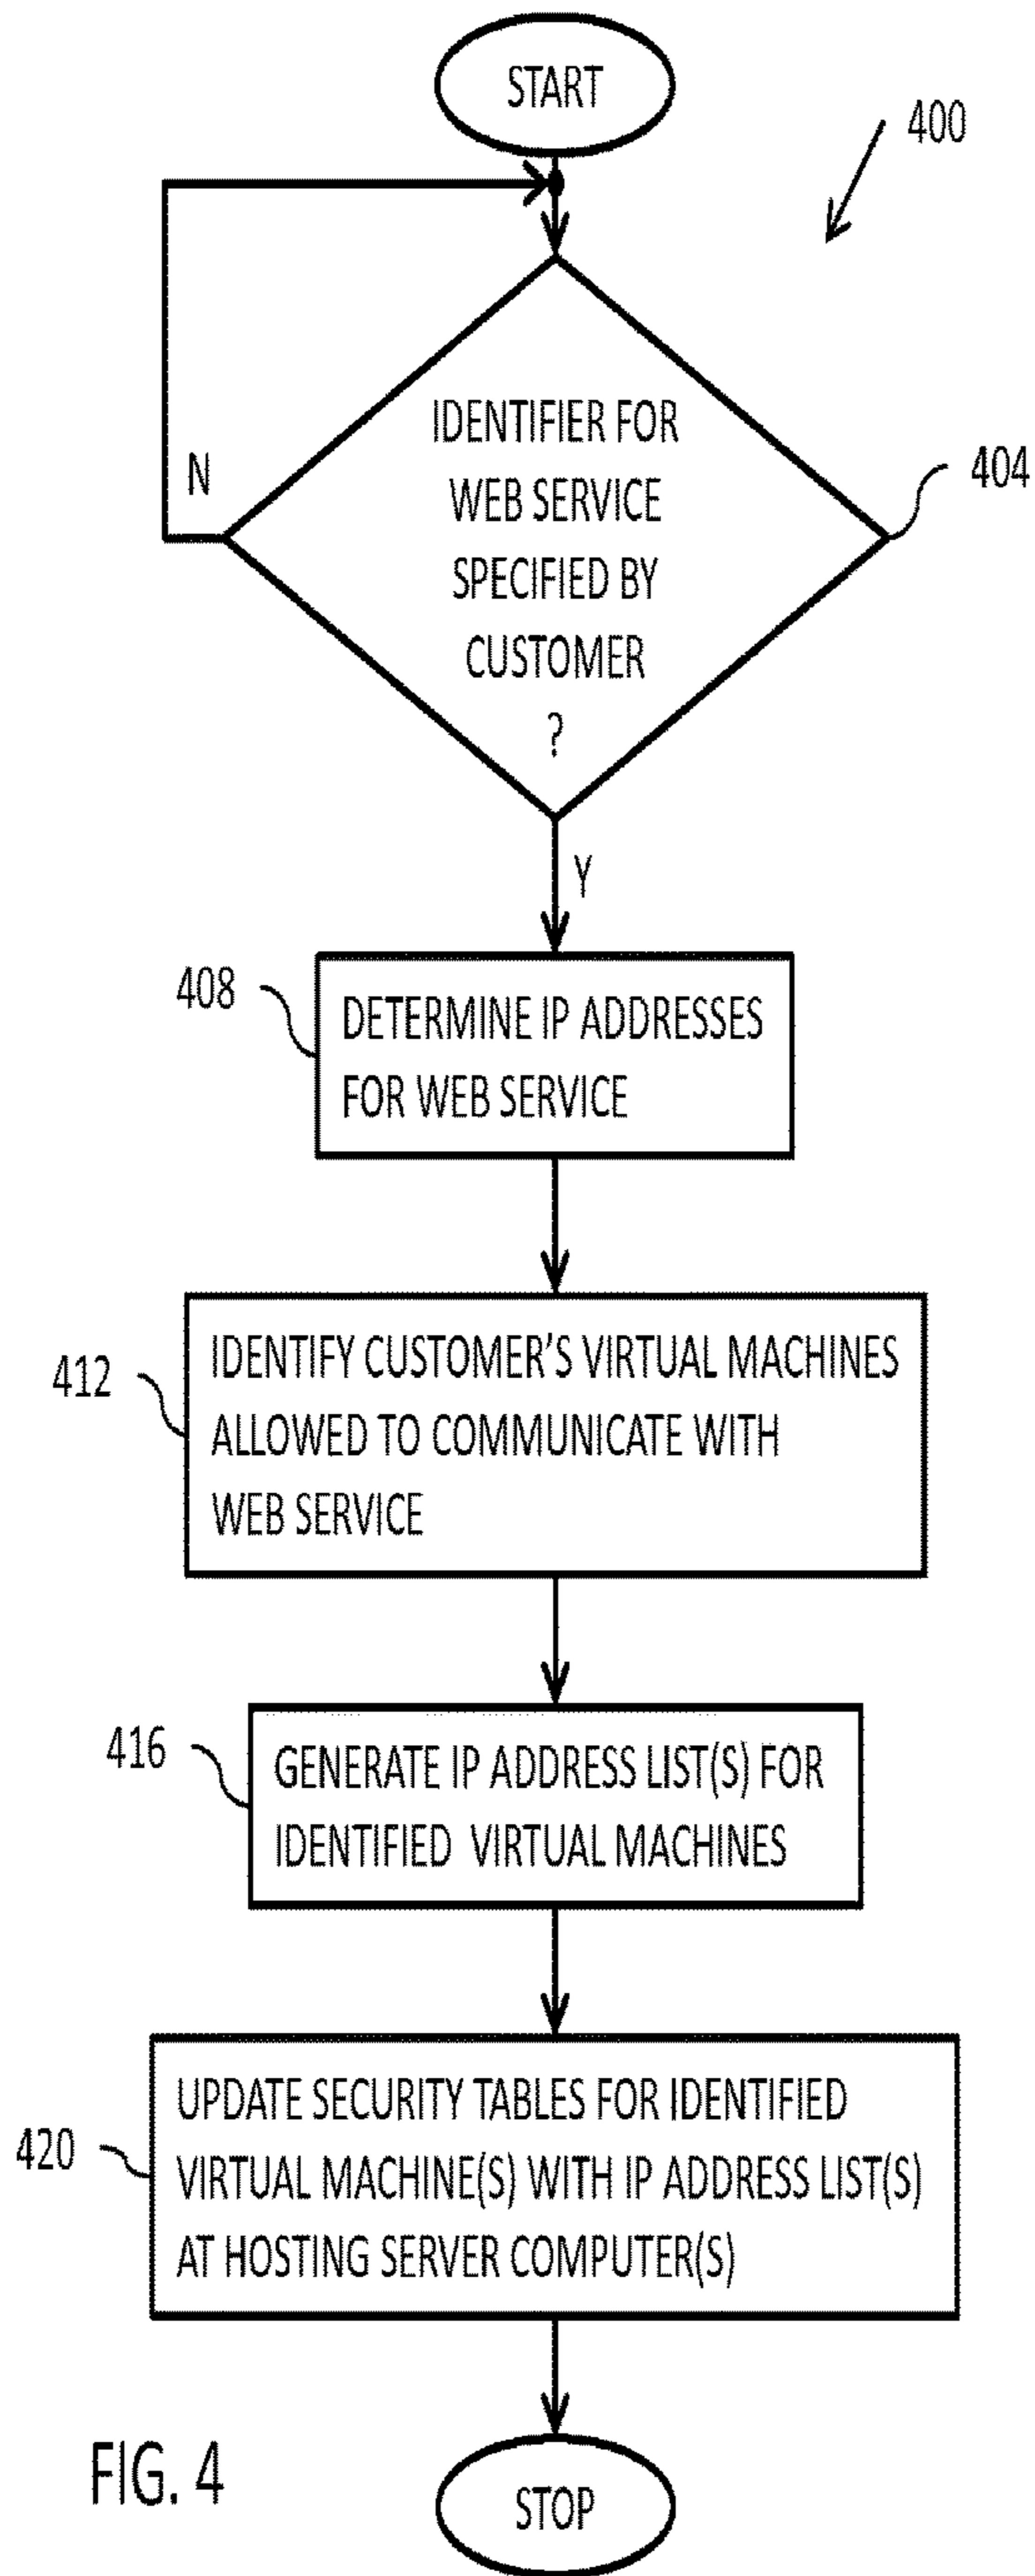 START
400
IDENTIFIER FOR
WEB SERVICE
SPECIFIED BY
CUSTOMER
?
404
N
Y
408
DETERMINE IP ADDRESSES
FOR WEB SERVICE
412
IDENTIFY CUSTOMER'S VIRTUAL MACHINES
ALLOWED TO COMMUNICATE WITH
WEB SERVICE
416
GENERATE IP ADDRESS LIST(S) FOR
IDENTIFIED VIRTUAL MACHINES
420
UPDATE SECURITY TABLES FOR IDENTIFIED
VIRTUAL MACHINE(S) WITH IP ADDRESS LIST(S)
AT HOSTING SERVER COMPUTER(S)
FIG. 4
STOP